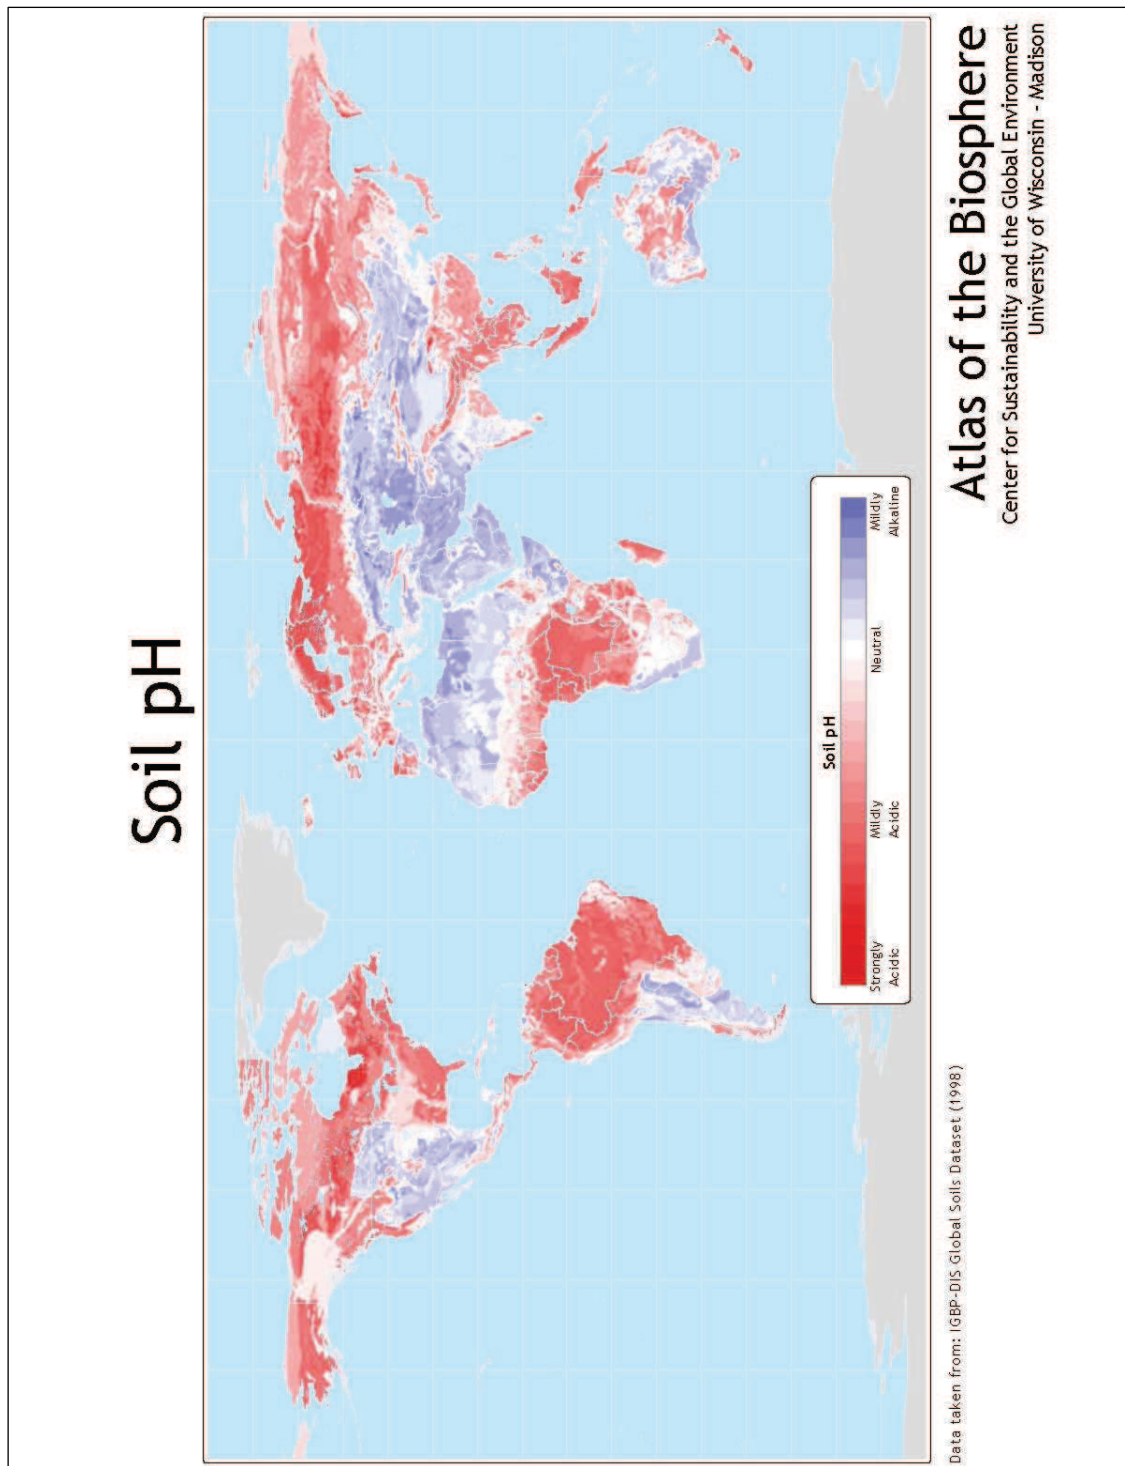 Soil pH
Soil pH
Strongly
Acidic
Mildly
Acidic
Neutral
Mildly
Alkaline
Data taken from: IGBP-DIS Global Soils Dataset (1998)
Atlas of the Biosphere
Center for Sustainability and the Global Environment
University of Wisconsin - Madison